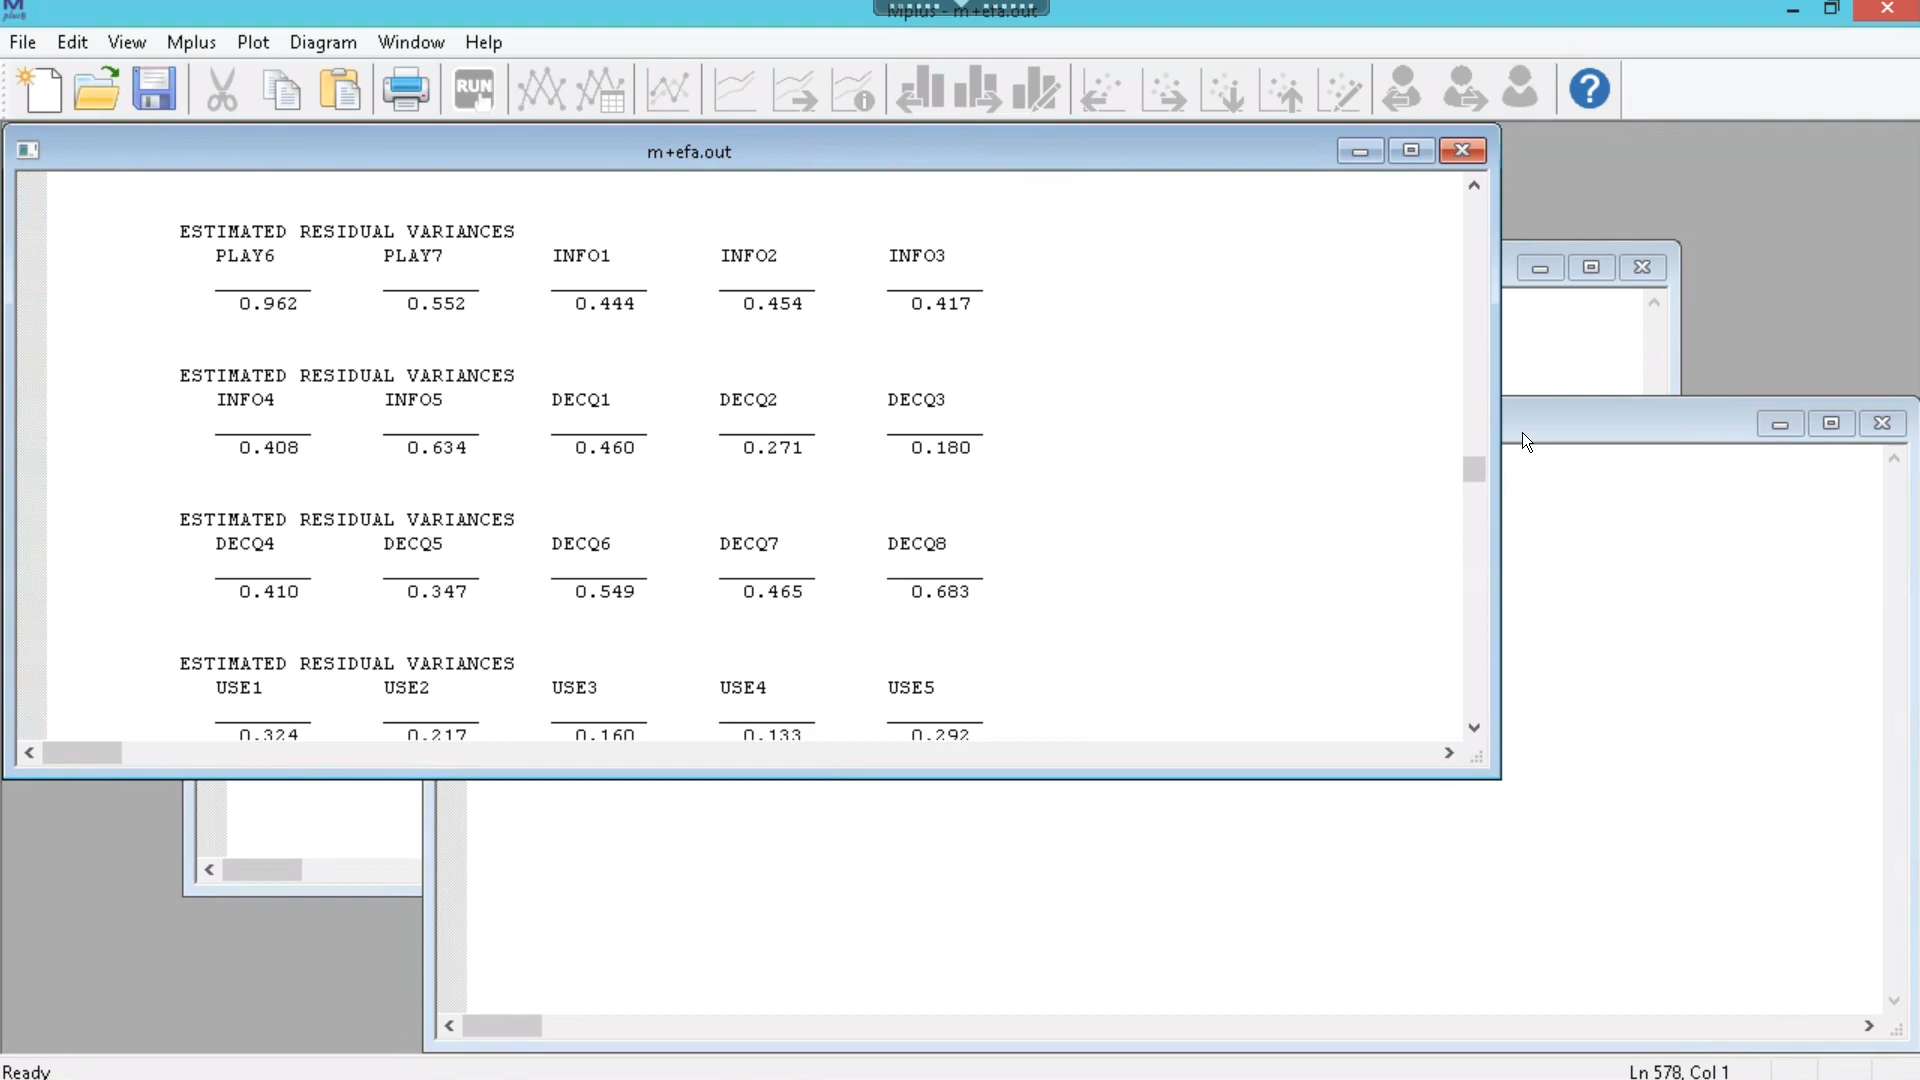 Mplus - m+efa.out
File Edit View Mplus Plot Diagram Window Help
RUN
m+efa.out
ESTIMATED RESIDUAL VARIANCES
PLAY6 PLAY7 INFO1 INFO2 INFO3
0.962 0.552 0.444 0.454 0.417
ESTIMATED RESIDUAL VARIANCES
INFO4 INFO5 DECQ1 DECQ2 DECQ3
0.408 0.634 0.460 0.271 0.180
ESTIMATED RESIDUAL VARIANCES
DECQ4 DECQ5 DECQ6 DECQ7 DECQ8
0.410 0.347 0.549 0.465 0.683
ESTIMATED RESIDUAL VARIANCES
USE1 USE2 USE3 USE4 USE5
0.324 0.217 0.160 0.133 0.292
Ready Ln 578, Col 1